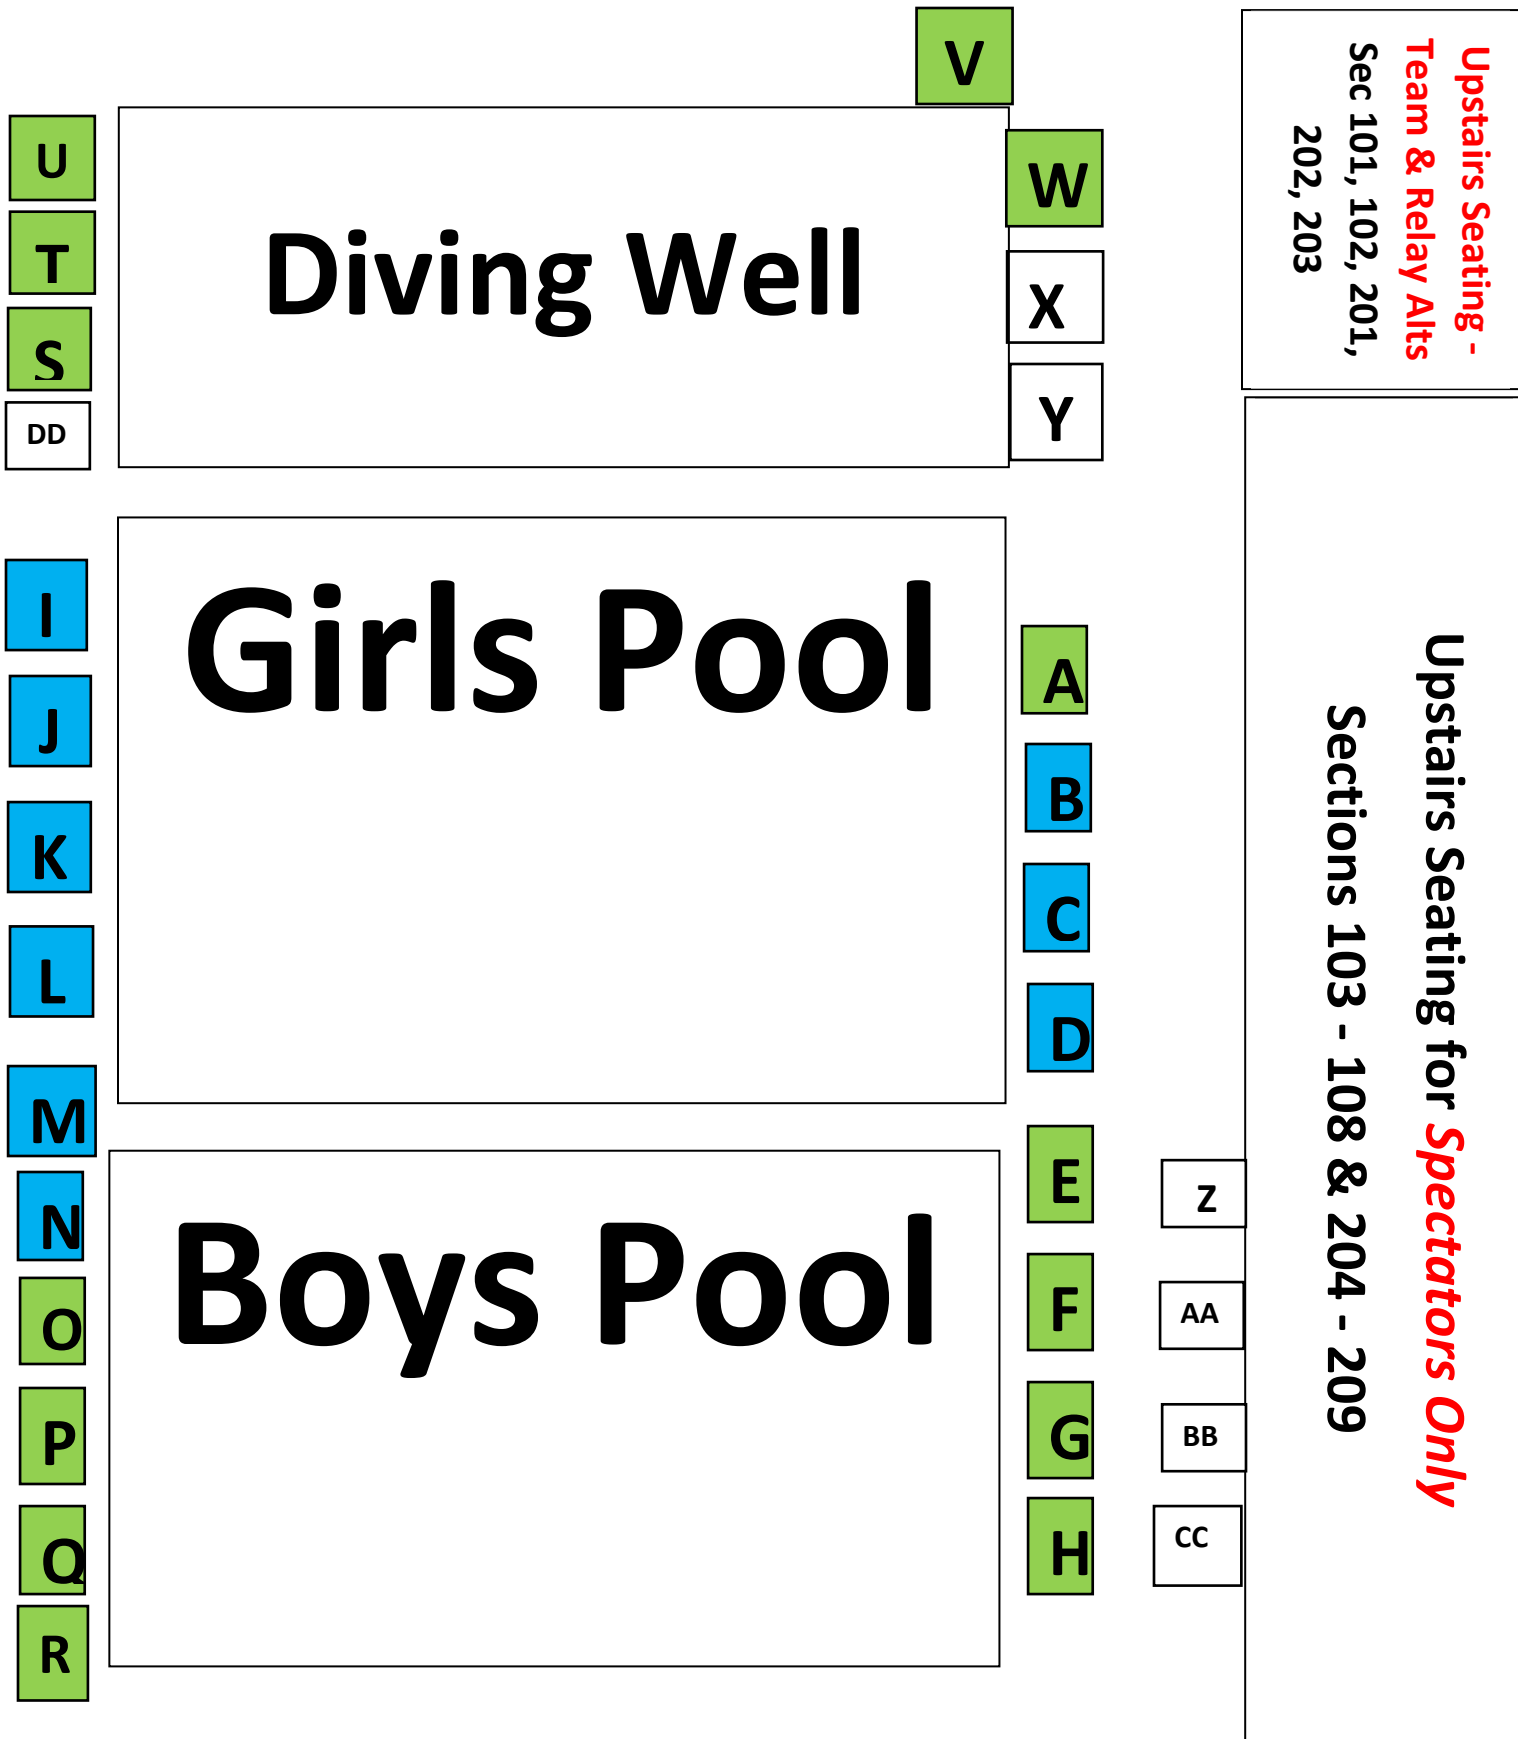 V
U
T
S
DD
Diving Well
W
X
Y
Upstairs Seating -
Team & Relay Alts
Sec 101, 102, 201,
202, 203
I
J
K
L
M
N
O
P
Q
R
Girls Pool
A
B
C
D
Boys Pool
E
F
G
H
Z
AA
BB
CC
Upstairs Seating for Spectators Only
Sections 103 - 108 & 204 - 209